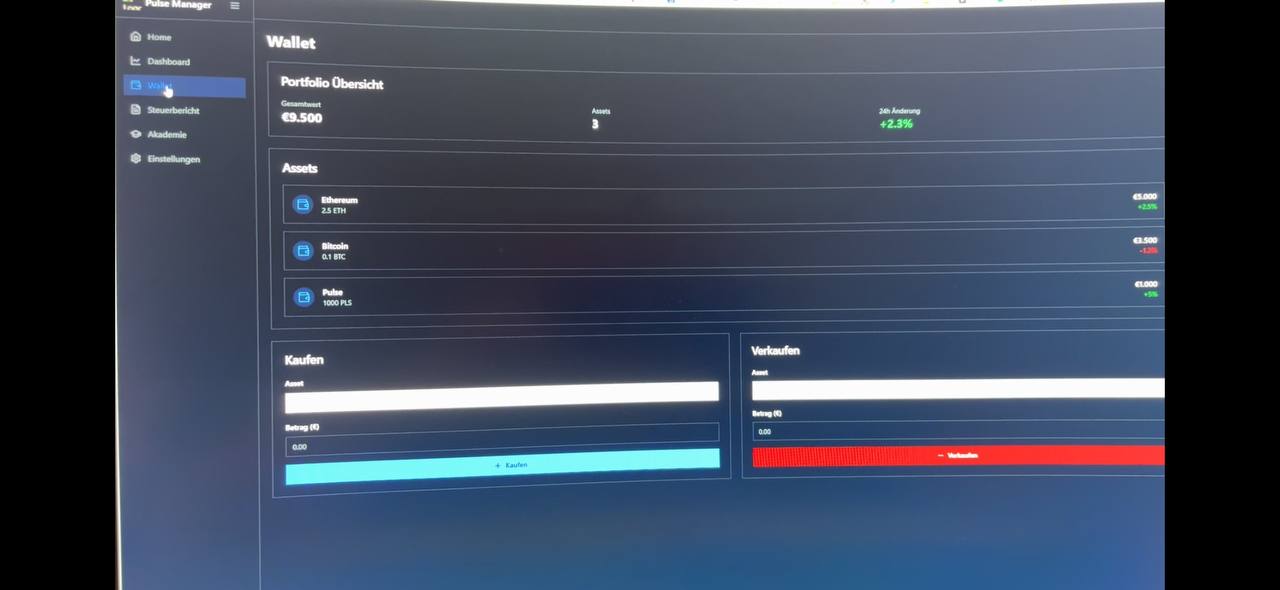 Pulse Manager
Home
Dashboard
Wallet
Steuerbericht
Akademie
Einstellungen
Wallet
Portfolio Übersicht
Gesamtwert
€9.500
Assets
3
24h Änderung
+2.3%
Assets
Ethereum
2.5 ETH
€5.000
+2.5%
Bitcoin
0.1 BTC
€3.500
Pulse
1000 PLS
€1.000
+5%
Kaufen
Asset
Betrag (€)
0.00
+ Kaufen
Verkaufen
Asset
Betrag (€)
0.00
− Verkaufen